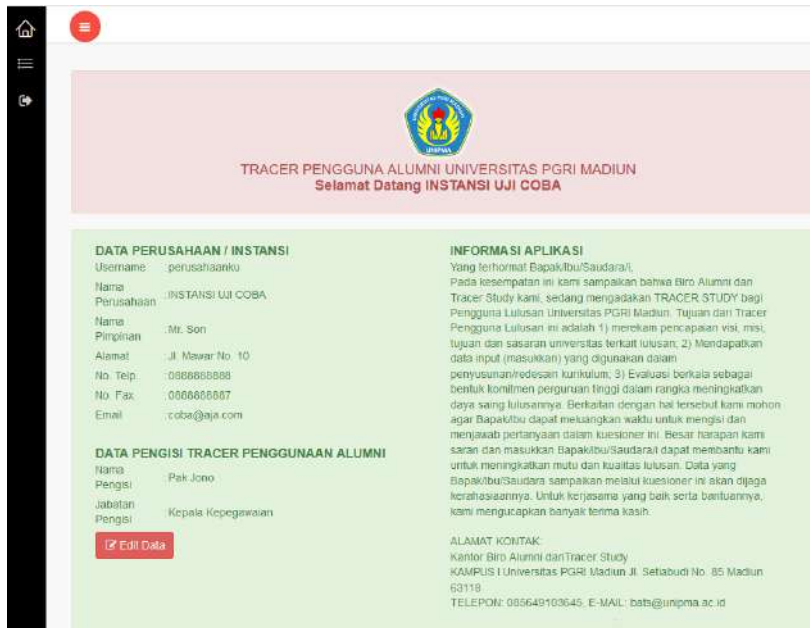 UNIPMA
TRACER PENGGUNA ALUMNI UNIVERSITAS PGRI MADIUN
Selamat Datang INSTANSI UJI COBA
DATA PERUSAHAAN / INSTANSI
Username :perusahaanku
Nama
Perusahaan :INSTANSI UJI COBA
Nama
Pimpinan :Mr. Son
Alamat :Jl. Mawar No. 10
No. Telp :0888888888
No. Fax :0888888887
Email :coba@aja.com
DATA PENGISI TRACER PENGGUNAAN ALUMNI
Nama
Pengisi :Pak Jono
Jabatan
Pengisi :Kepala Kepegawaian
Edit Data
INFORMASI APLIKASI
Yang terhormat Bapak/Ibu/Saudara/i,
Pada kesempatan ini kami sampaikan bahwa Biro Alumni dan
Tracer Study kami, sedang mengadakan TRACER STUDY bagi
Pengguna Lulusan Universitas PGRI Madiun. Tujuan dari Tracer
Pengguna Lulusan ini adalah 1) merekam pencapaian visi, misi,
tujuan dan sasaran universitas terkait lulusan; 2) Mendapatkan
data input (masukkan) yang digunakan dalam
penyusunan/redesain kurikulum; 3) Evaluasi berkala sebagai
bentuk komitmen perguruan tinggi dalam rangka meningkatkan
daya saing lulusannya. Berkaitan dengan hal tersebut kami mohon
agar Bapak/Ibu dapat meluangkan waktu untuk mengisi dan
menjawab pertanyaan dalam kuesioner ini. Besar harapan kami
saran dan masukkan Bapak/Ibu/Saudara/i dapat membantu kami
untuk meningkatkan mutu dan kualitas lulusan. Data yang
Bapak/Ibu/Saudara sampaikan melalui kuesioner ini akan dijaga
kerahasiaannya. Untuk kerjasama yang baik serta bantuannya,
kami mengucapkan banyak terima kasih.
ALAMAT KONTAK:
Kantor Biro Alumni danTracer Study
KAMPUS I Universitas PGRI Madiun Jl. Setiabudi No. 85 Madiun
63118
TELEPON: 085649103645, E-MAIL: bats@unipma.ac.id